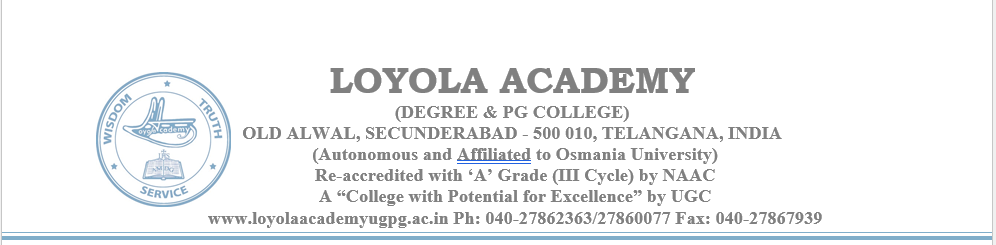 LOYOLA ACADEMY
(DEGREE & PG COLLEGE)
OLD ALWAL, SECUNDERABAD - 500 010, TELANGANA, INDIA
(Autonomous and Affiliated to Osmania University)
Re-accredited with ‘A’ Grade (III Cycle) by NAAC
A “College with Potential for Excellence” by UGC
www.loyolaacademyugpg.ac.in Ph: 040-27862363/27860077 Fax: 040-27867939
WISDOM
TRUTH
loyola academy
SERVICE